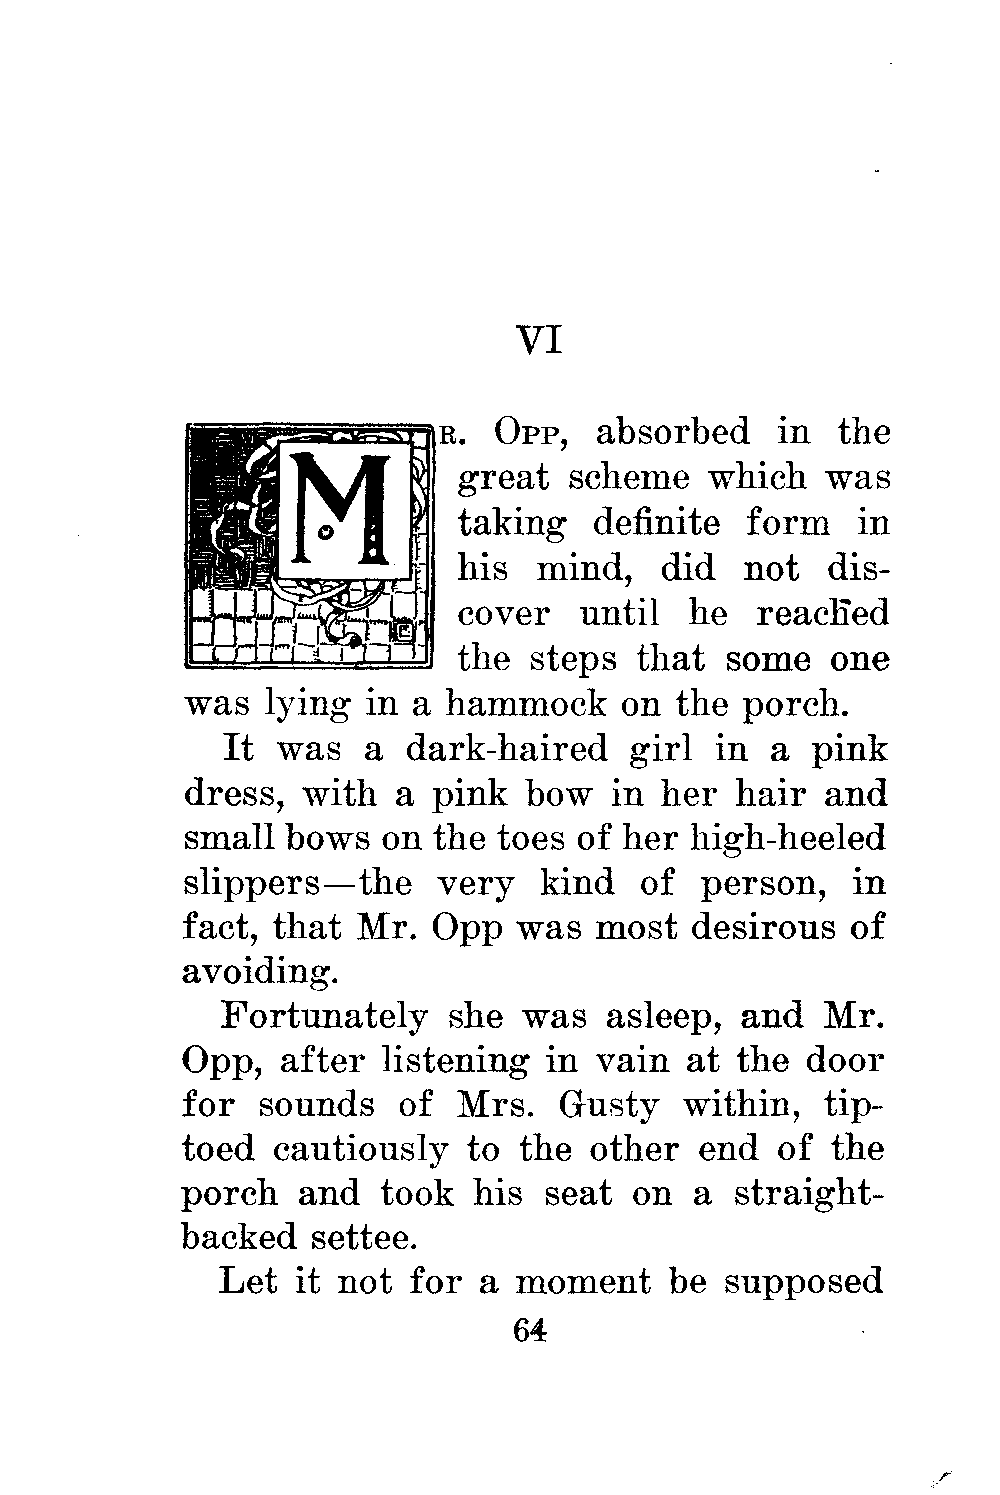 VI
MR. OPP, absorbed in the
great scheme which was
taking definite form in
his mind, did not dis-
cover until he reached
the steps that some one
was lying in a hammock on the porch.
It was a dark-haired girl in a pink
dress, with a pink bow in her hair and
small bows on the toes of her high-heeled
slippers—the very kind of person, in
fact, that Mr. Opp was most desirous of
avoiding.
Fortunately she was asleep, and Mr.
Opp, after listening in vain at the door
for sounds of Mrs. Gusty within, tip-
toed cautiously to the other end of the
porch and took his seat on a straight-
backed settee.
Let it not for a moment be supposed
64